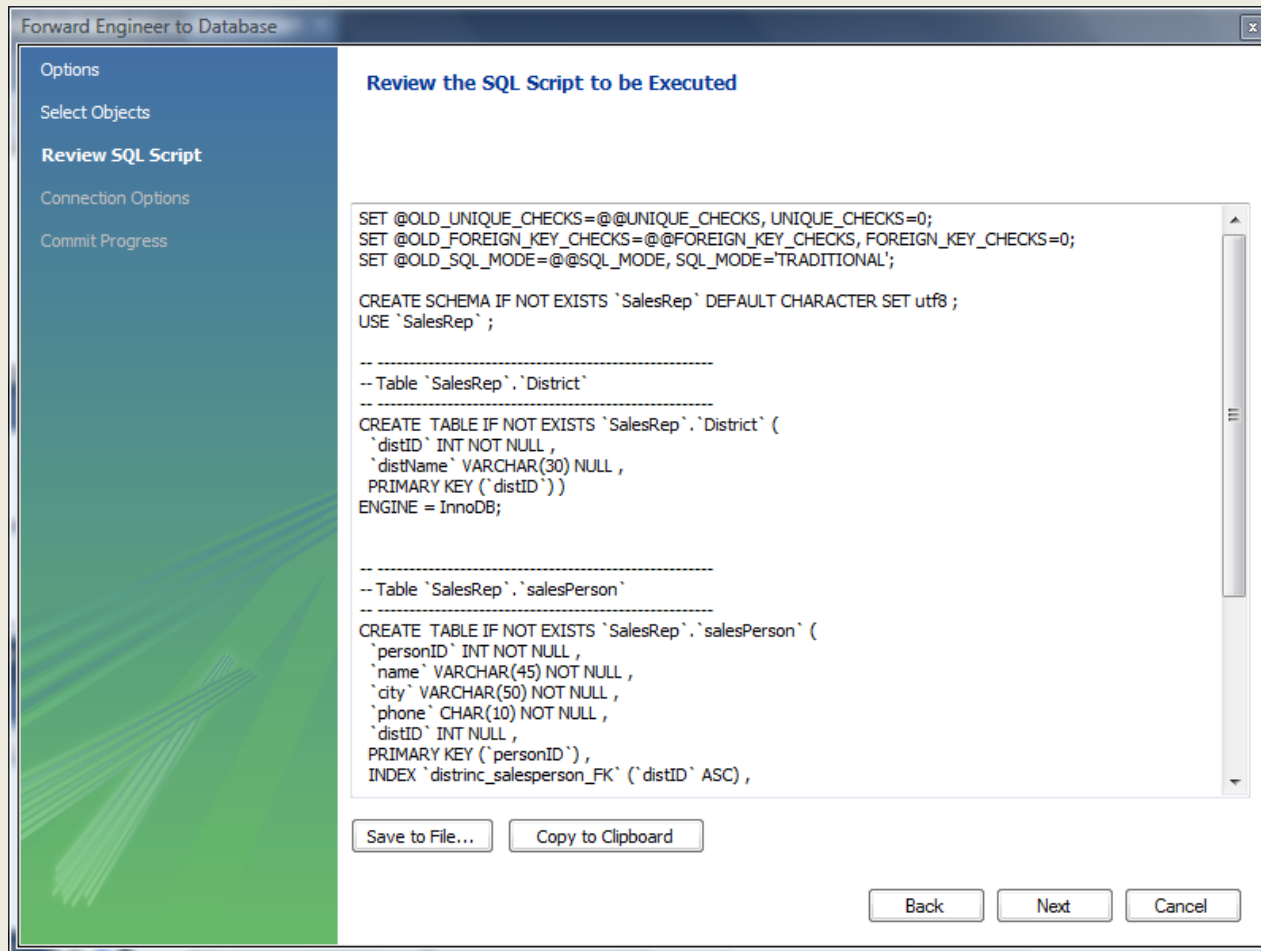 Forward Engineer to Database
x
Options
Select Objects
Review SQL Script
Connection Options
Commit Progress
Review the SQL Script to be Executed
SET @OLD_UNIQUE_CHECKS=@@UNIQUE_CHECKS, UNIQUE_CHECKS=0;
SET @OLD_FOREIGN_KEY_CHECKS=@@FOREIGN_KEY_CHECKS, FOREIGN_KEY_CHECKS=0;
SET @OLD_SQL_MODE=@@SQL_MODE, SQL_MODE='TRADITIONAL';
CREATE SCHEMA IF NOT EXISTS `SalesRep` DEFAULT CHARACTER SET utf8 ;
USE `SalesRep` ;
-- -----------------------------------------------------
-- Table `SalesRep`.`District`
-- -----------------------------------------------------
CREATE  TABLE IF NOT EXISTS `SalesRep`.`District` (
`distID` INT NOT NULL ,
`distName` VARCHAR(30) NULL ,
PRIMARY KEY (`distID`) )
ENGINE = InnoDB;
-- -----------------------------------------------------
-- Table `SalesRep`.`salesPerson`
-- -----------------------------------------------------
CREATE  TABLE IF NOT EXISTS `SalesRep`.`salesPerson` (
`personID` INT NOT NULL ,
`name` VARCHAR(45) NOT NULL ,
`city` VARCHAR(50) NOT NULL ,
`phone` CHAR(10) NOT NULL ,
`distID` INT NULL ,
PRIMARY KEY (`personID`) ,
INDEX `distrinc_salesperson_FK` (`distID` ASC) ,
Save to File...
Copy to Clipboard
Back
Next
Cancel